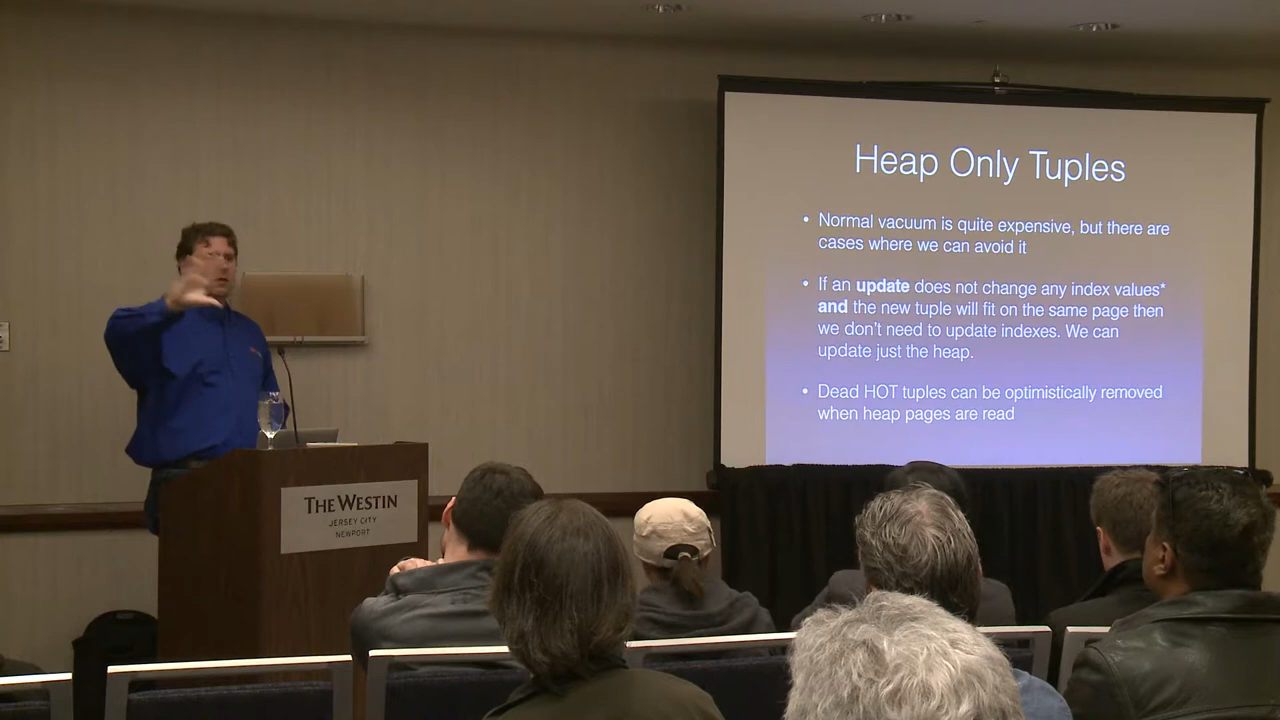 Heap Only Tuples
• Normal vacuum is quite expensive, but there are
cases where we can avoid it
• If an update does not change any index values*
and the new tuple will fit on the same page then
we don't need to update indexes. We can
update just the heap.
• Dead HOT tuples can be optimistically removed
when heap pages are read
THE WESTIN
JERSEY CITY
NEWPORT